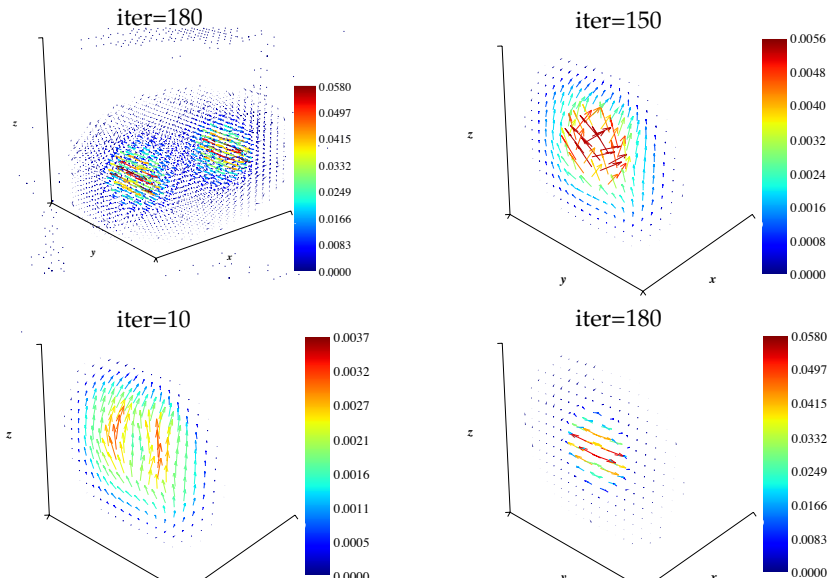 iter=180
z
y
x
0.0580
0.0497
0.0415
0.0332
0.0249
0.0166
0.0083
0.0000
iter=150
z
y
x
0.0056
0.0048
0.0040
0.0032
0.0024
0.0016
0.0008
0.0000
iter=10
z
0.0037
0.0032
0.0027
0.0021
0.0016
0.0011
0.0005
0.0000
iter=180
z
y
x
0.0580
0.0497
0.0415
0.0332
0.0249
0.0166
0.0083
0.0000